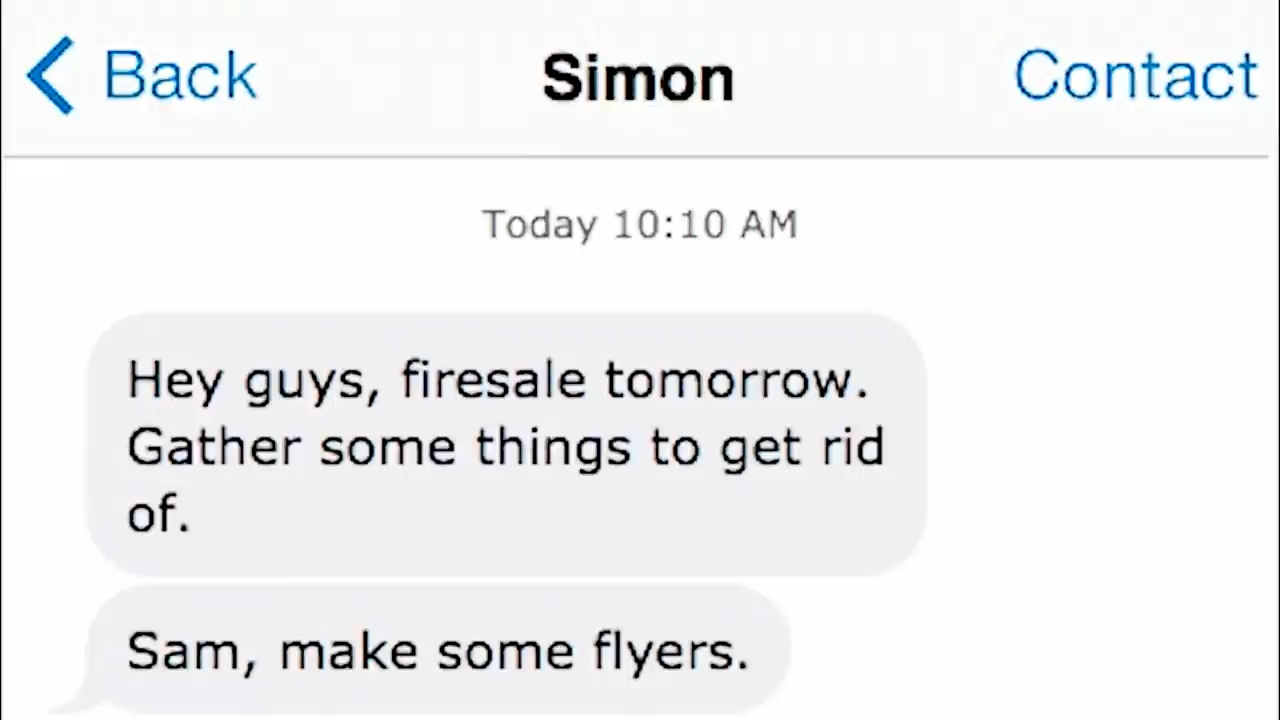 Back Simon Contact
Today 10:10 AM
Hey guys, firesale tomorrow.
Gather some things to get rid
of.
Sam, make some flyers.